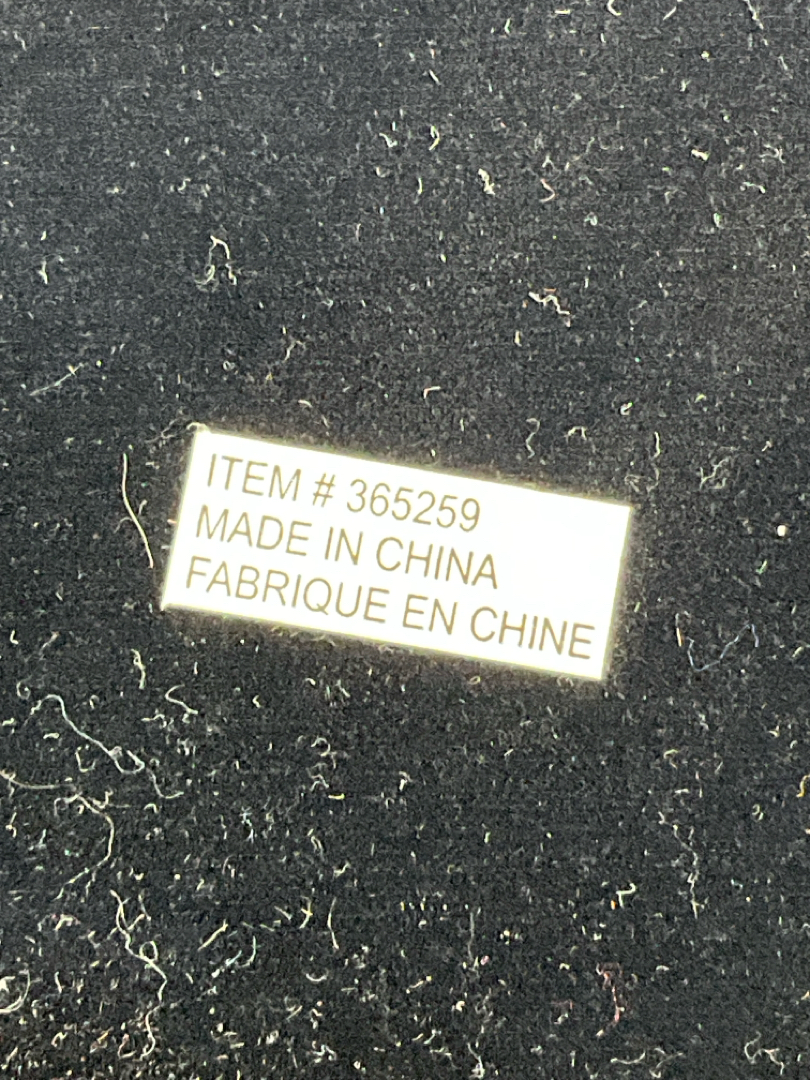 ITEM # 365259
MADE IN CHINA
FABRIQUE EN CHINE